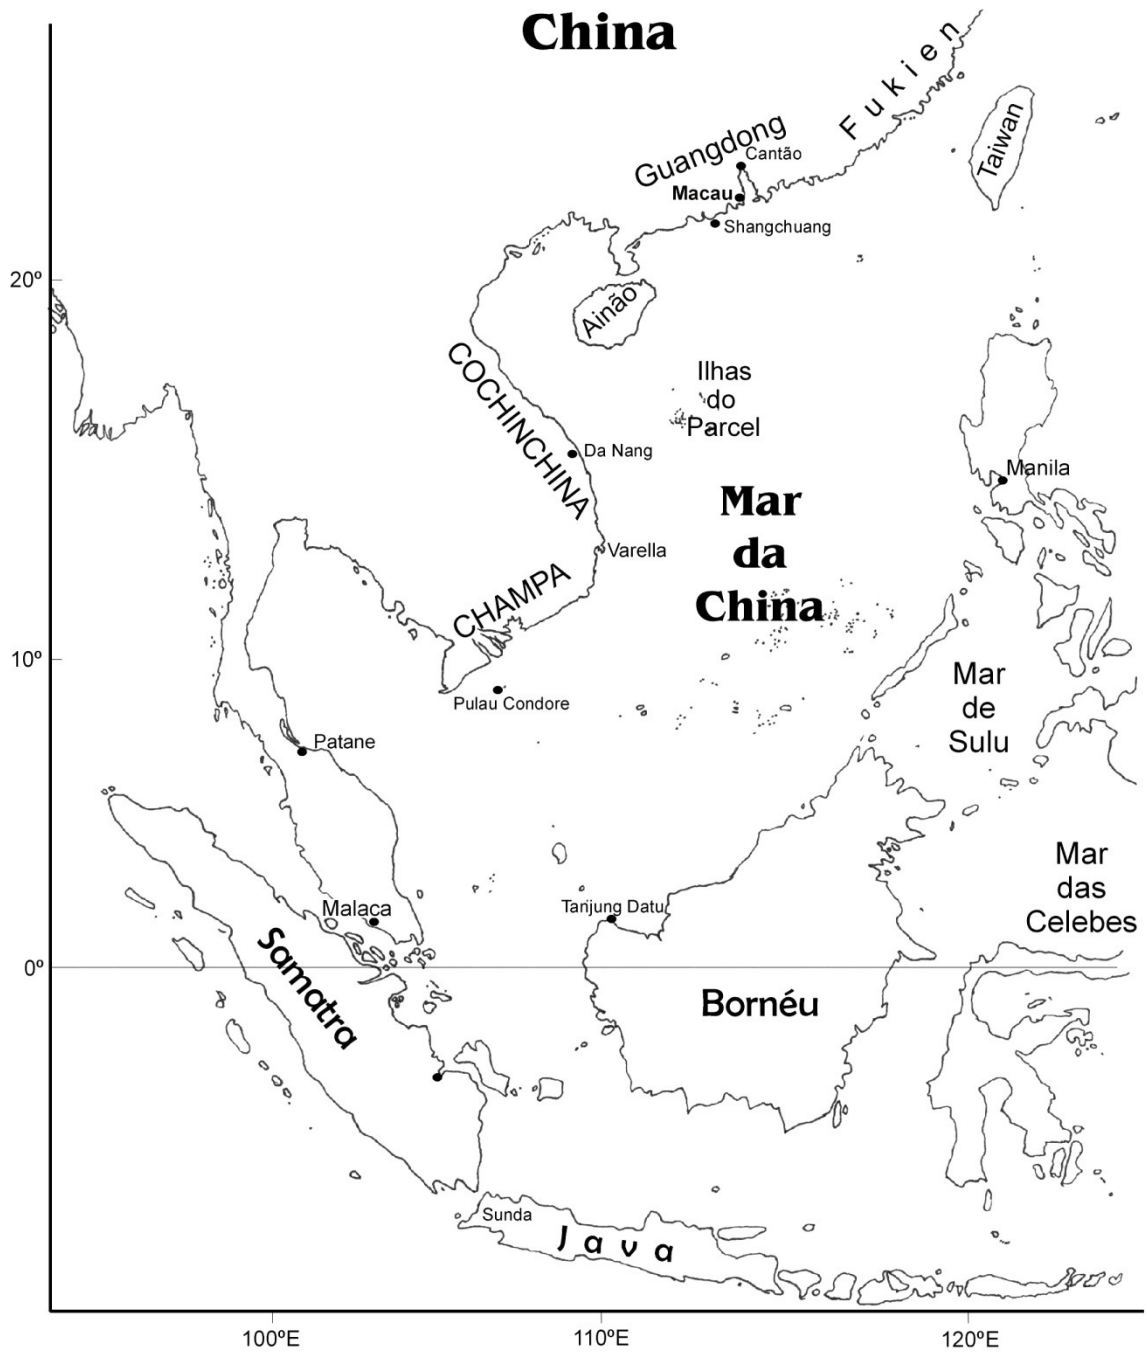 China
Fukien
Taiwan
Guangdong
Cantão
Macau
Shangchuang
20º
Ainão
COCHINCHINA
Ilhas
do
Parcel
Da Nang
Manila
Mar
da
China
Varella
CHAMPA
10º
Pulau Condore
Mar
de
Sulu
Patane
Mar
das
Celebes
Malaca
Tanjung Datu
Samatra
0º
Bornéu
Sunda
Java
100ºE
110ºE
120ºE